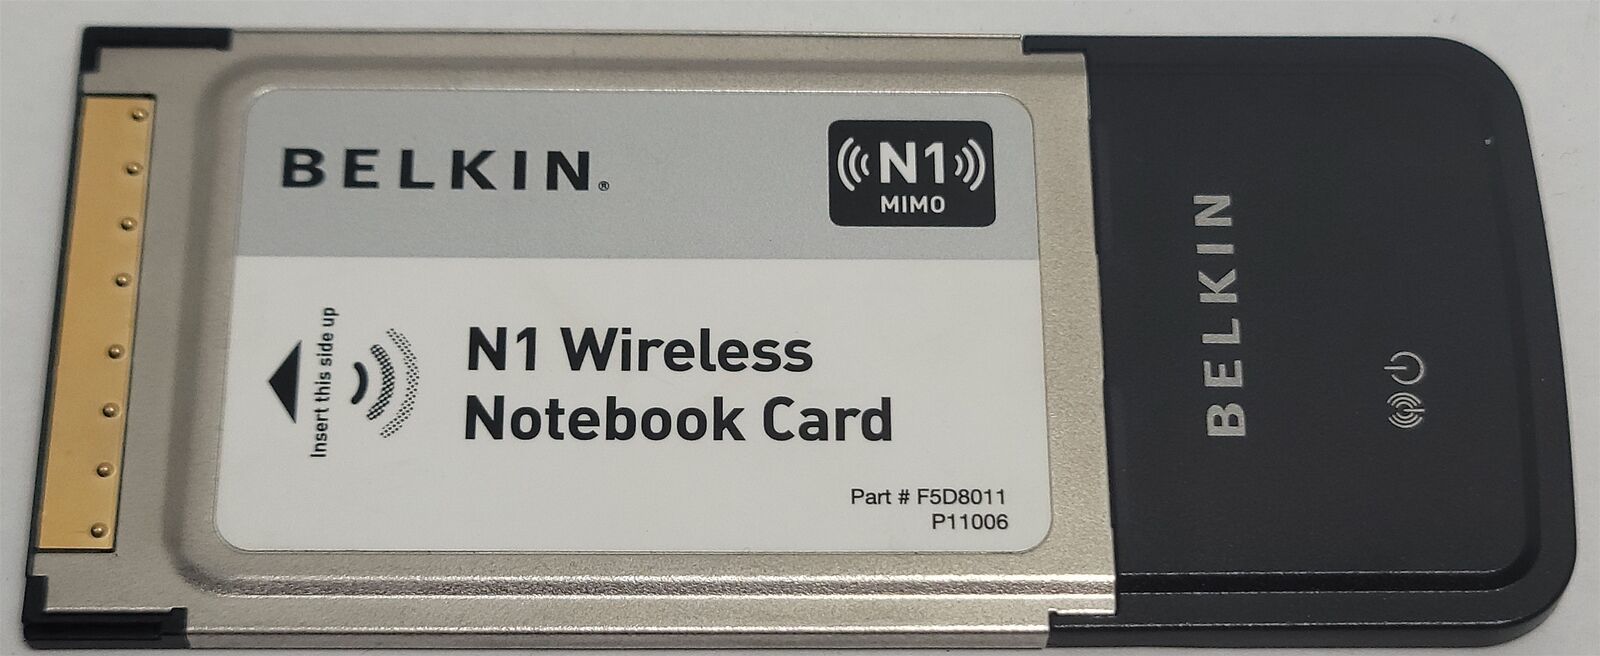 BELKIN®
N1
MIMO
Insert this side up
N1 Wireless
Notebook Card
Part # F5D8011
P11006
BELKIN